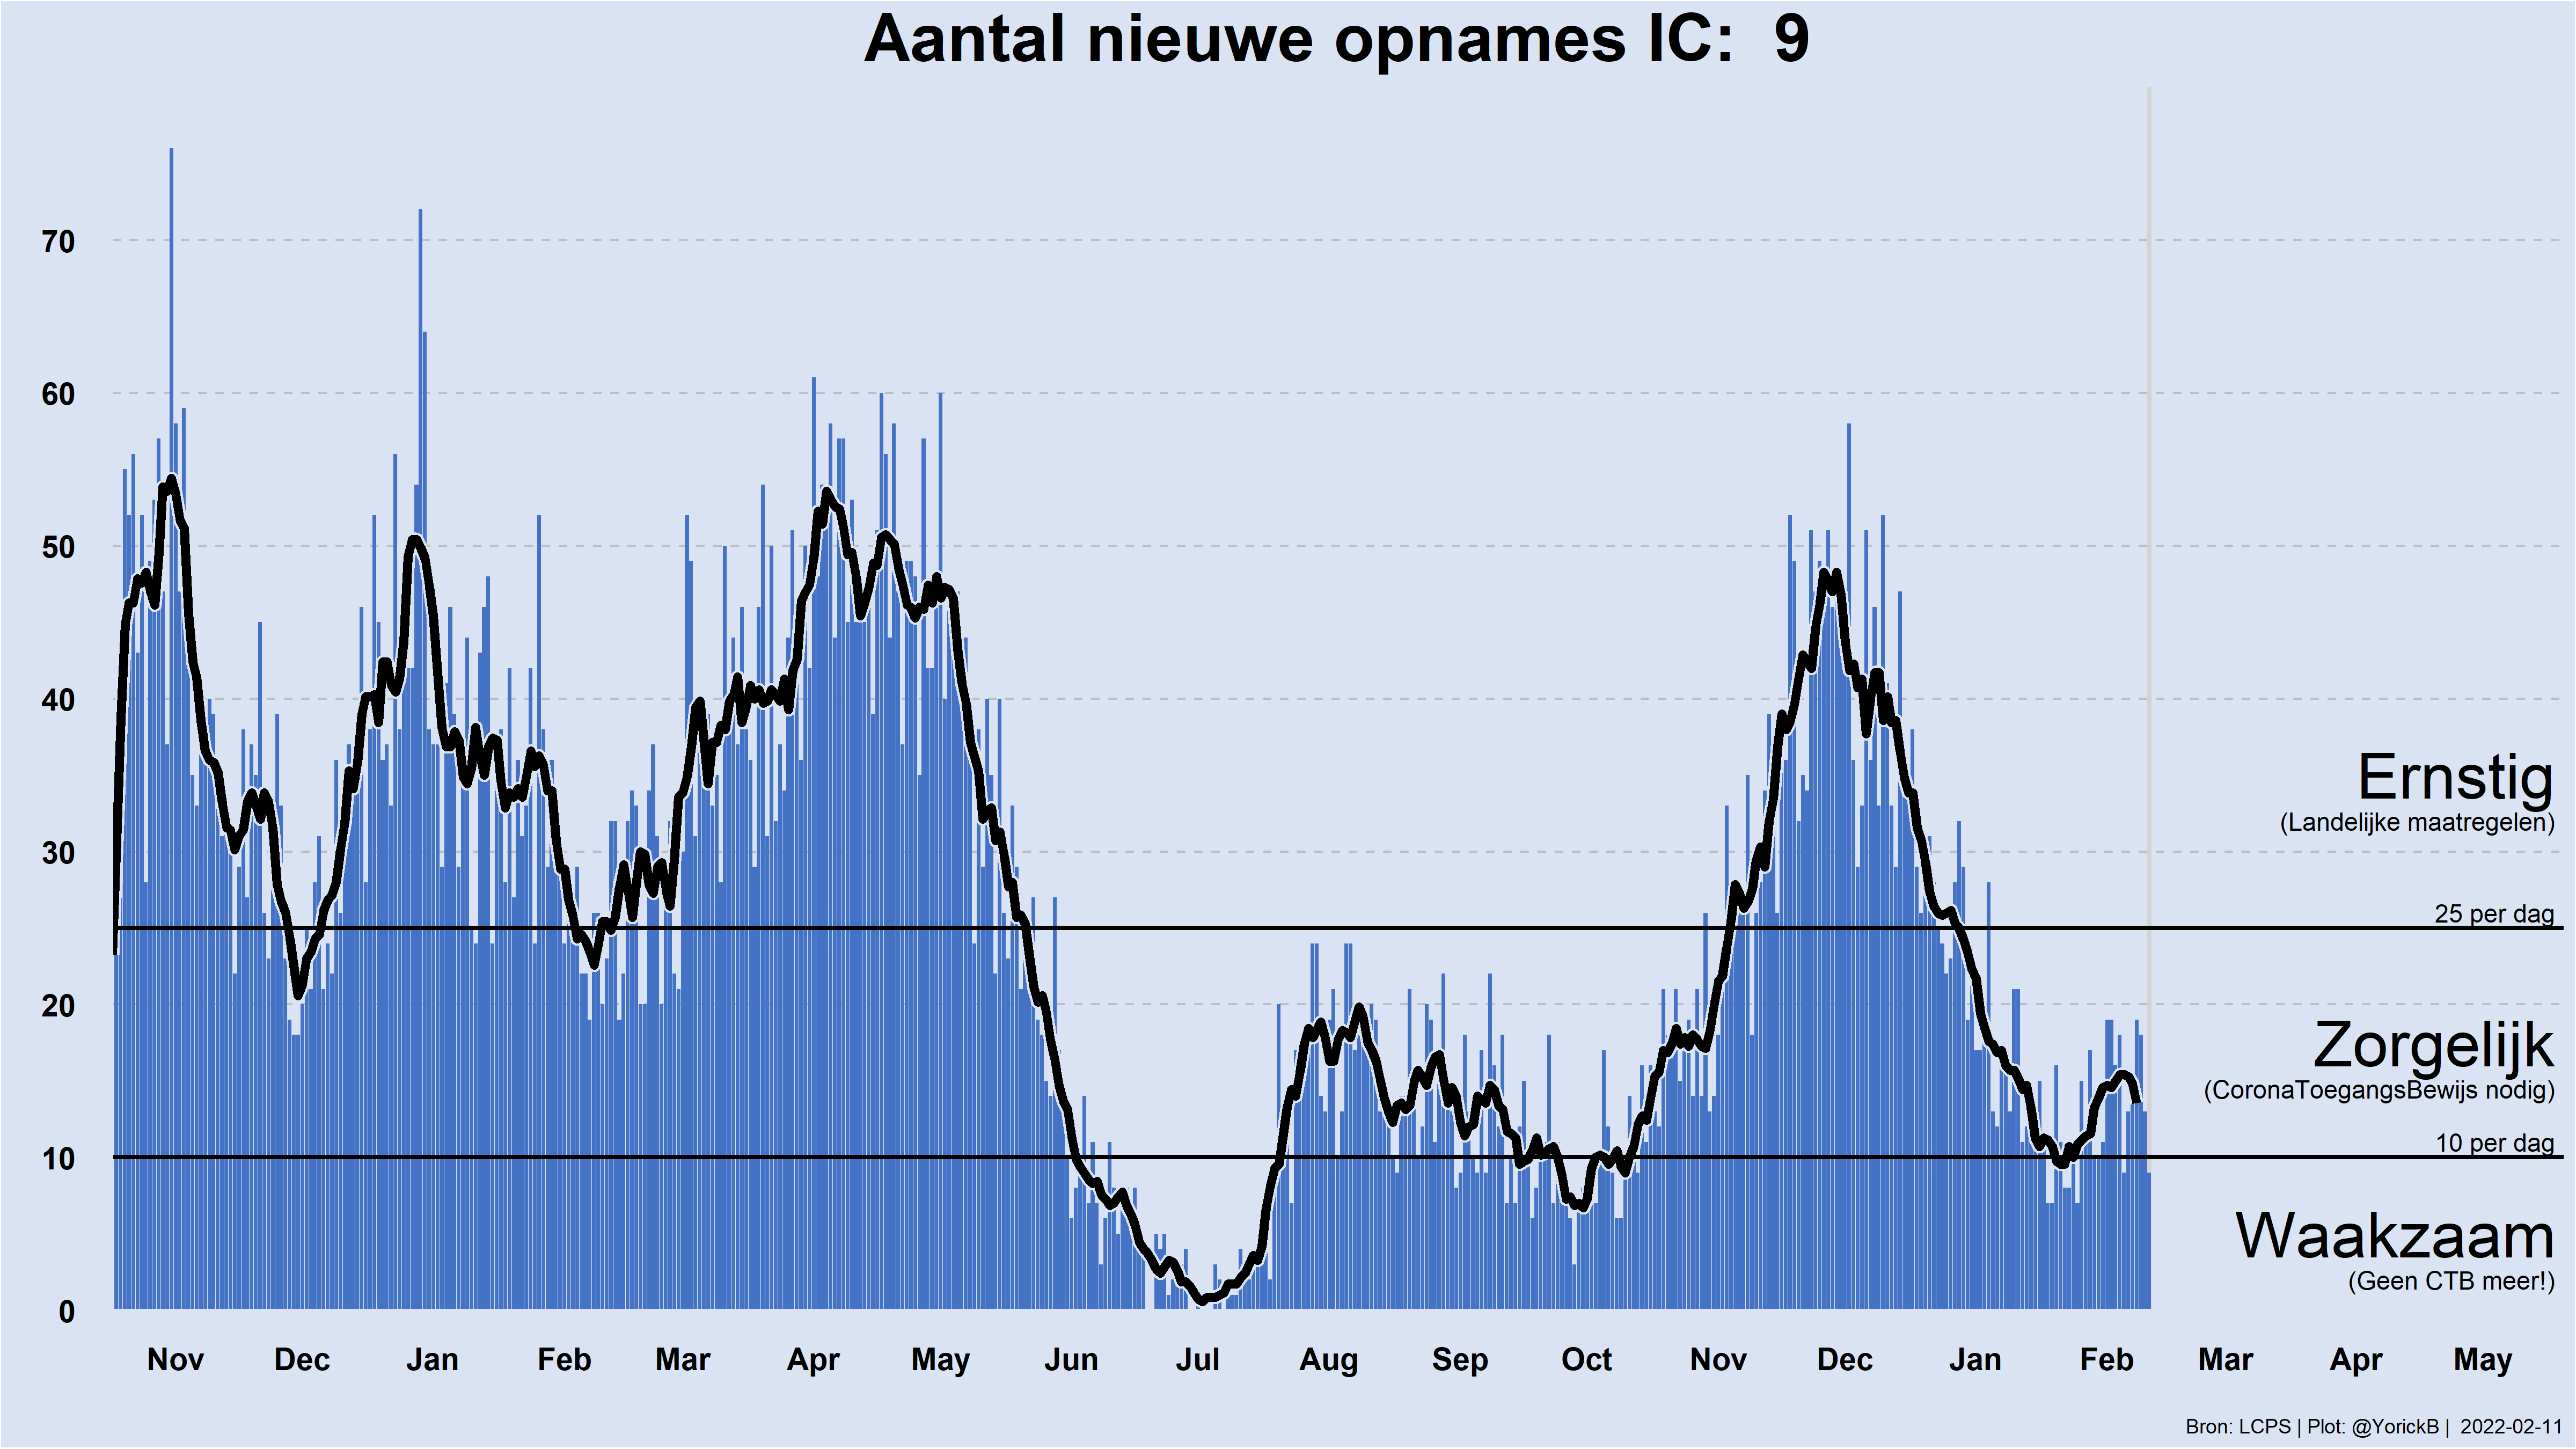 Aantal nieuwe opnames IC:  9
70
60
50
40
30
20
10
0
Ernstig
(Landelijke maatregelen)
25 per dag
Zorgelijk
(CoronaToegangsBewijs nodig)
10 per dag
Waakzaam
(Geen CTB meer!)
Nov Dec Jan Feb Mar Apr May Jun Jul Aug Sep Oct Nov Dec Jan Feb Mar Apr May
Bron: LCPS | Plot: @YorickB |  2022-02-11